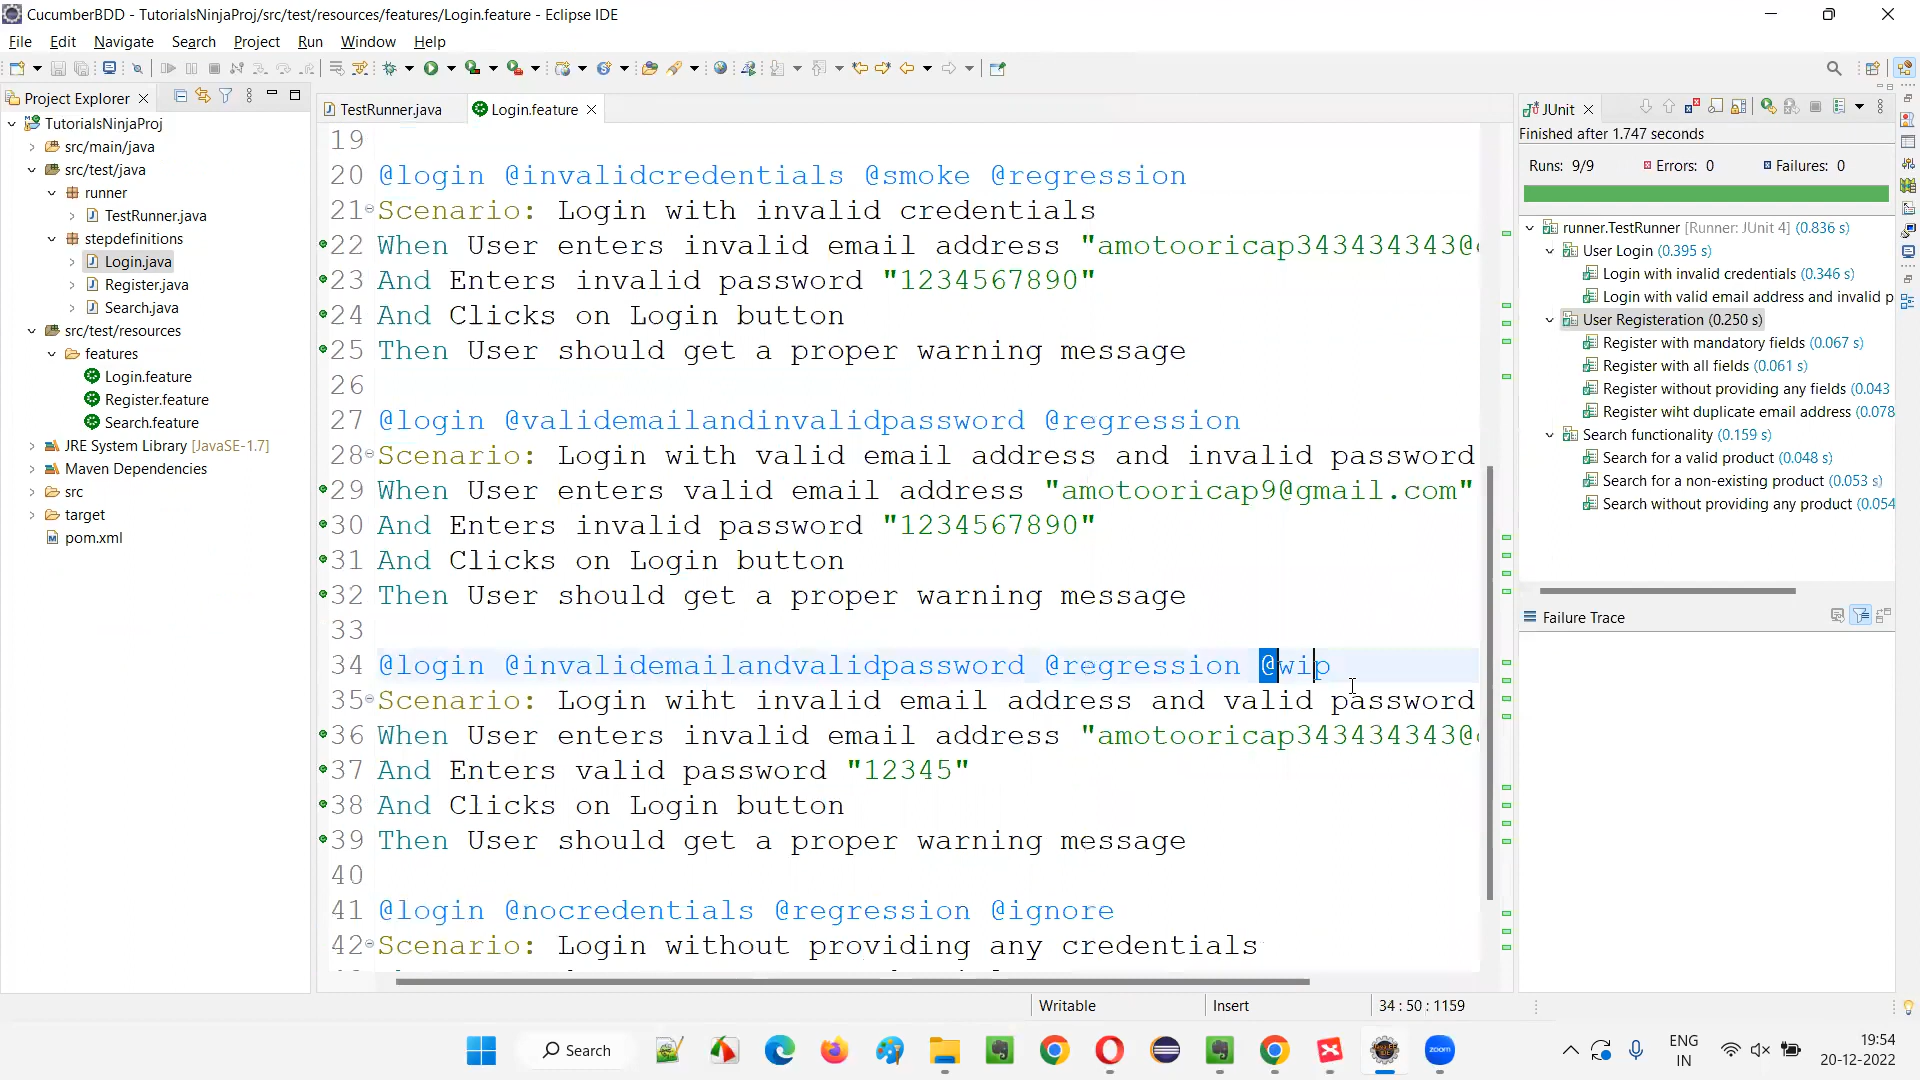 CucumberBDD - TutorialsNinjaProj/src/test/resources/features/Login.feature - Eclipse IDE
File Edit Navigate Search Project Run Window Help
Project Explorer
TutorialsNinjaProj
src/main/java
src/test/java
runner
TestRunner.java
stepdefinitions
Login.java
Register.java
Search.java
src/test/resources
features
Login.feature
Register.feature
Search.feature
JRE System Library [JavaSE-1.7]
Maven Dependencies
src
target
pom.xml
TestRunner.java Login.feature
19
20 @login @invalidcredentials @smoke @regression
21 Scenario: Login with invalid credentials
22 When User enters invalid email address "amotooricap343434343@
23 And Enters invalid password "1234567890"
24 And Clicks on Login button
25 Then User should get a proper warning message
26
27 @login @validemailandinvalidpassword @regression
28 Scenario: Login with valid email address and invalid password
29 When User enters valid email address "amotooricap9@gmail.com"
30 And Enters invalid password "1234567890"
31 And Clicks on Login button
32 Then User should get a proper warning message
33
34 @login @invalidemailandvalidpassword @regression @wip
35 Scenario: Login wiht invalid email address and valid password
36 When User enters invalid email address "amotooricap343434343@
37 And Enters valid password "12345"
38 And Clicks on Login button
39 Then User should get a proper warning message
40
41 @login @nocredentials @regression @ignore
42 Scenario: Login without providing any credentials
JUnit
Finished after 1.747 seconds
Runs: 9/9 Errors: 0 Failures: 0
runner.TestRunner [Runner: JUnit 4] (0.836 s)
User Login (0.395 s)
Login with invalid credentials (0.346 s)
Login with valid email address and invalid p
User Registeration (0.250 s)
Register with mandatory fields (0.067 s)
Register with all fields (0.061 s)
Register without providing any fields (0.043
Register wiht duplicate email address (0.078
Search functionality (0.159 s)
Search for a valid product (0.048 s)
Search for a non-existing product (0.053 s)
Search without providing any product (0.054
Failure Trace
Writable Insert 34 : 50 : 1159
Search
zoom
ENG
IN
19:54
20-12-2022